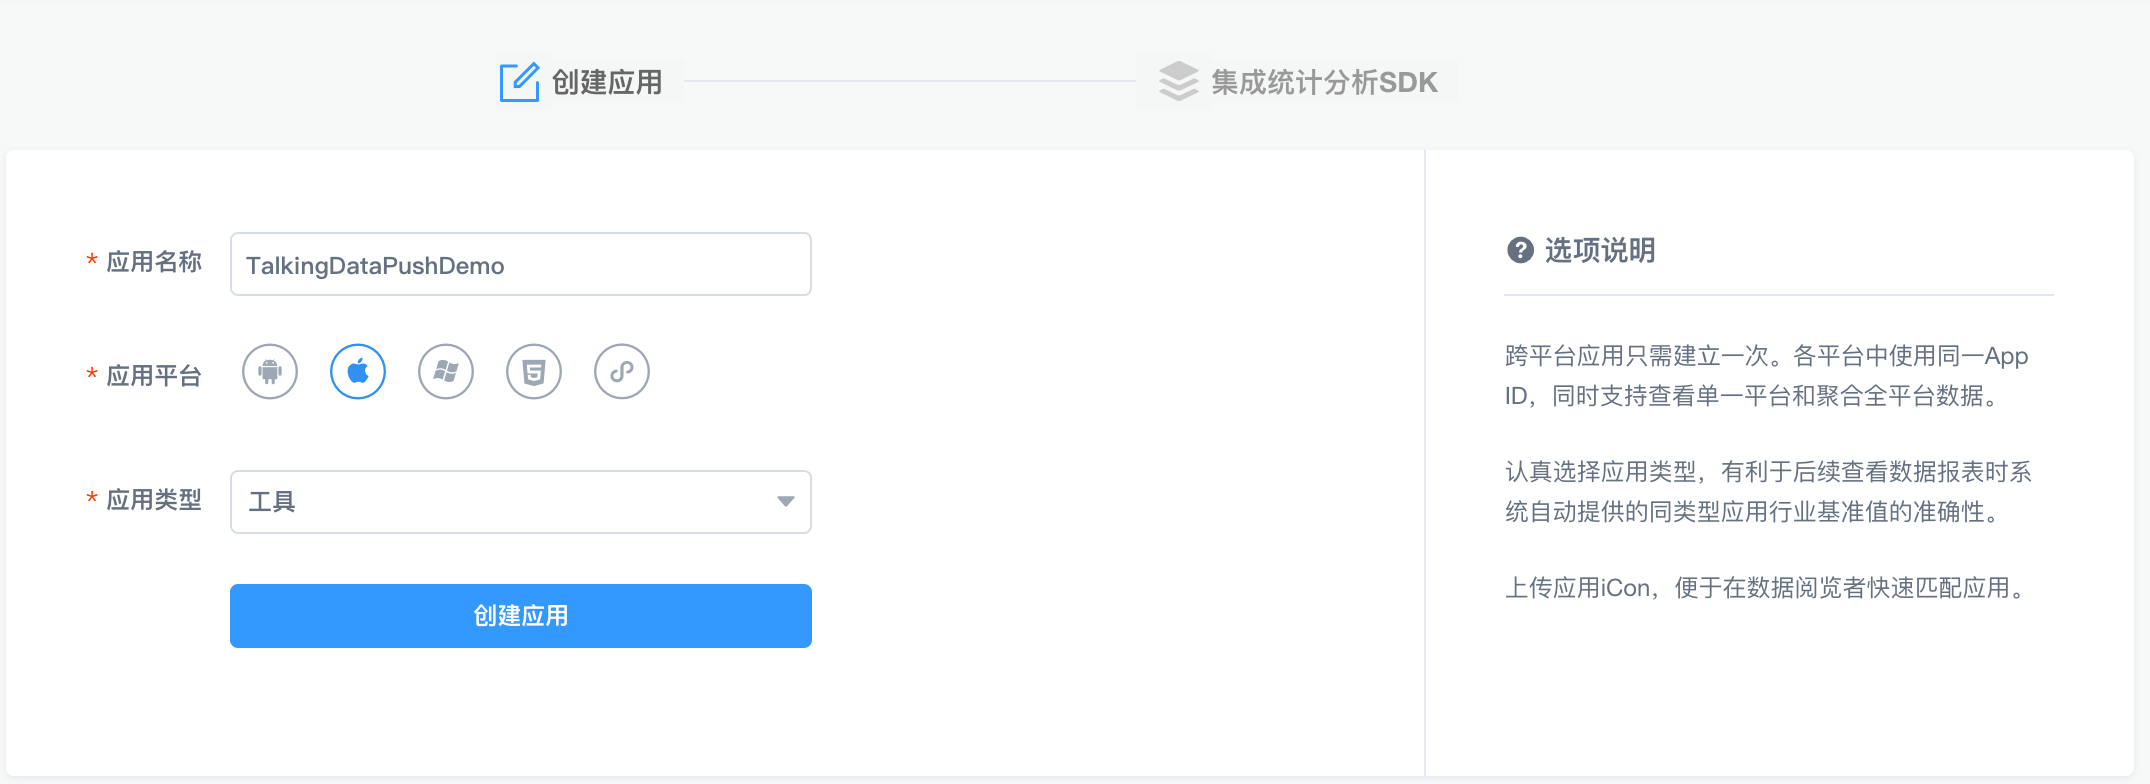 创建应用
集成统计分析SDK
* 应用名称
TalkingDataPushDemo
* 应用平台
* 应用类型
工具
创建应用
选项说明
跨平台应用只需建立一次。各平台中使用同一App
ID，同时支持查看单一平台和聚合全平台数据。
认真选择应用类型，有利于后续查看数据报表时系
统自动提供的同类型应用行业基准值的准确性。
上传应用iCon，便于在数据阅览者快速匹配应用。